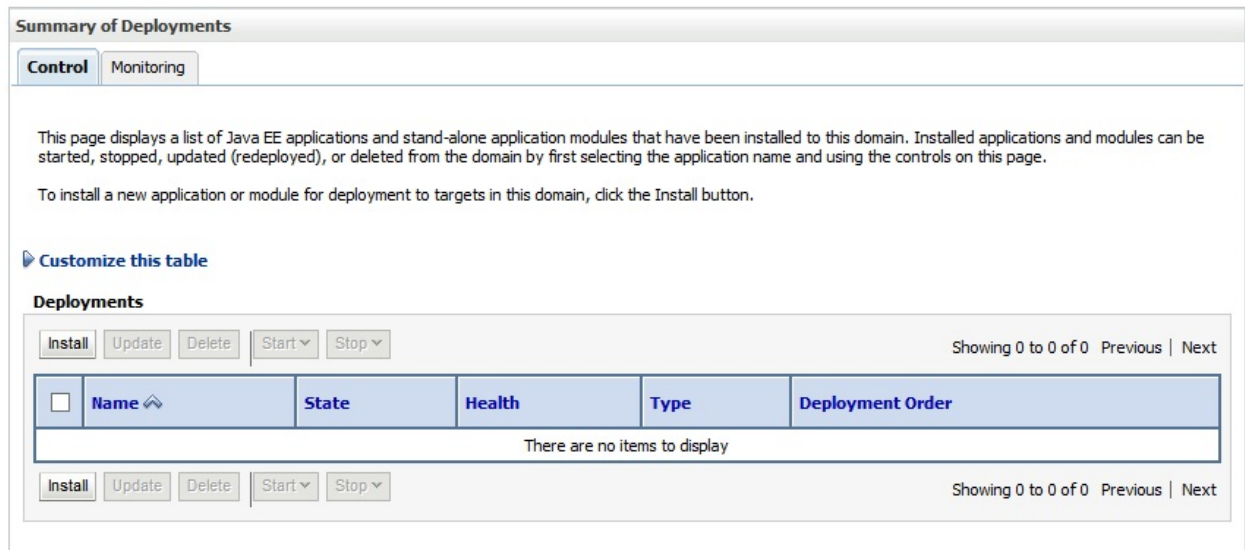 Summary of Deployments
Control Monitoring
This page displays a list of Java EE applications and stand-alone application modules that have been installed to this domain. Installed applications and modules can be
started, stopped, updated (redeployed), or deleted from the domain by first selecting the application name and using the controls on this page.
To install a new application or module for deployment to targets in this domain, click the Install button.
Customize this table
Deployments
Install Update Delete Start Stop Showing 0 to 0 of 0 Previous | Next
Name State Health Type Deployment Order
There are no items to display
Install Update Delete Start Stop Showing 0 to 0 of 0 Previous | Next